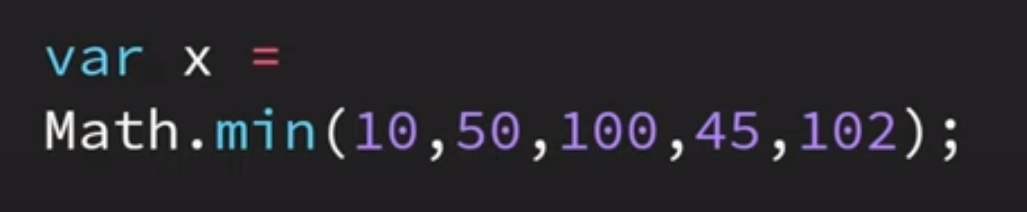 var x =
Math.min(10,50,100,45,102);